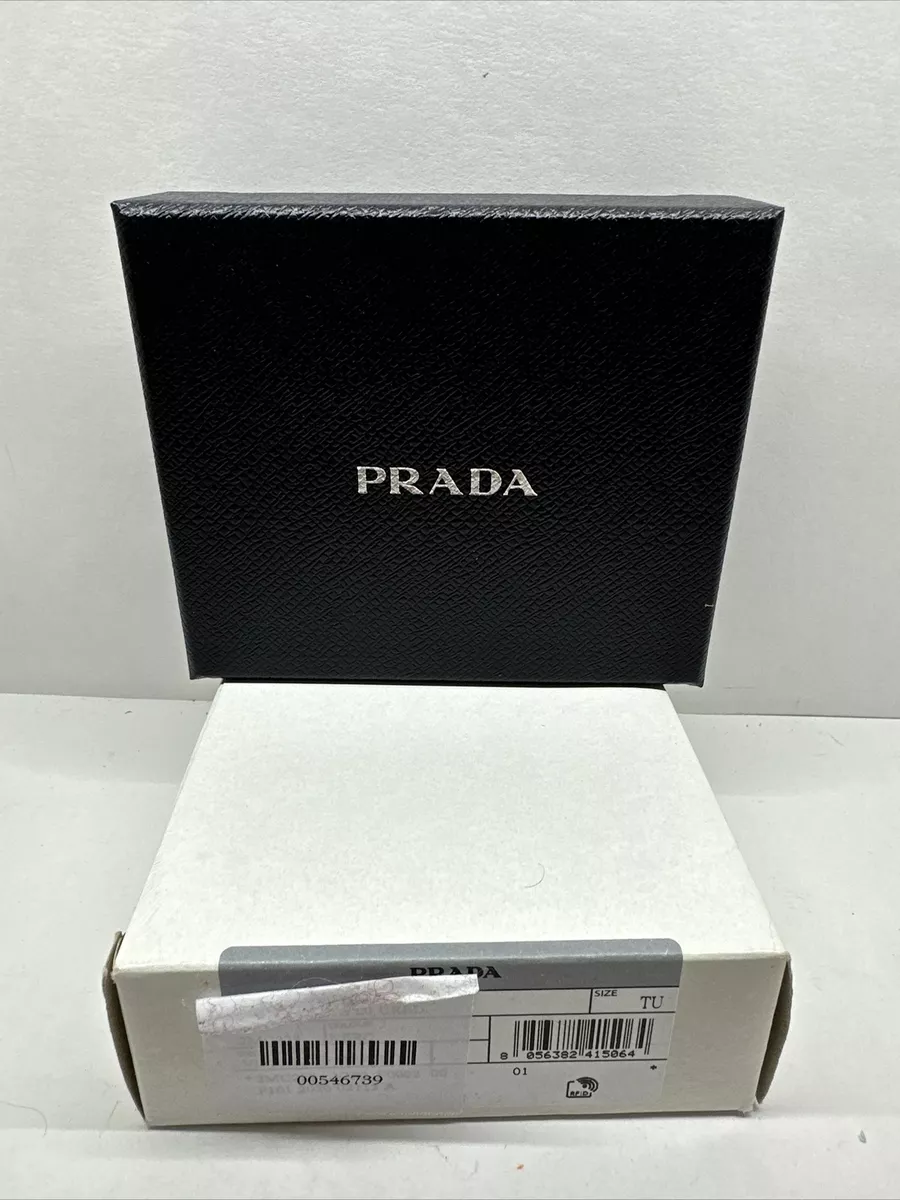 PRADA
PRADA
SIZE TU
8 056382 415064
01 *
00546739
RFID